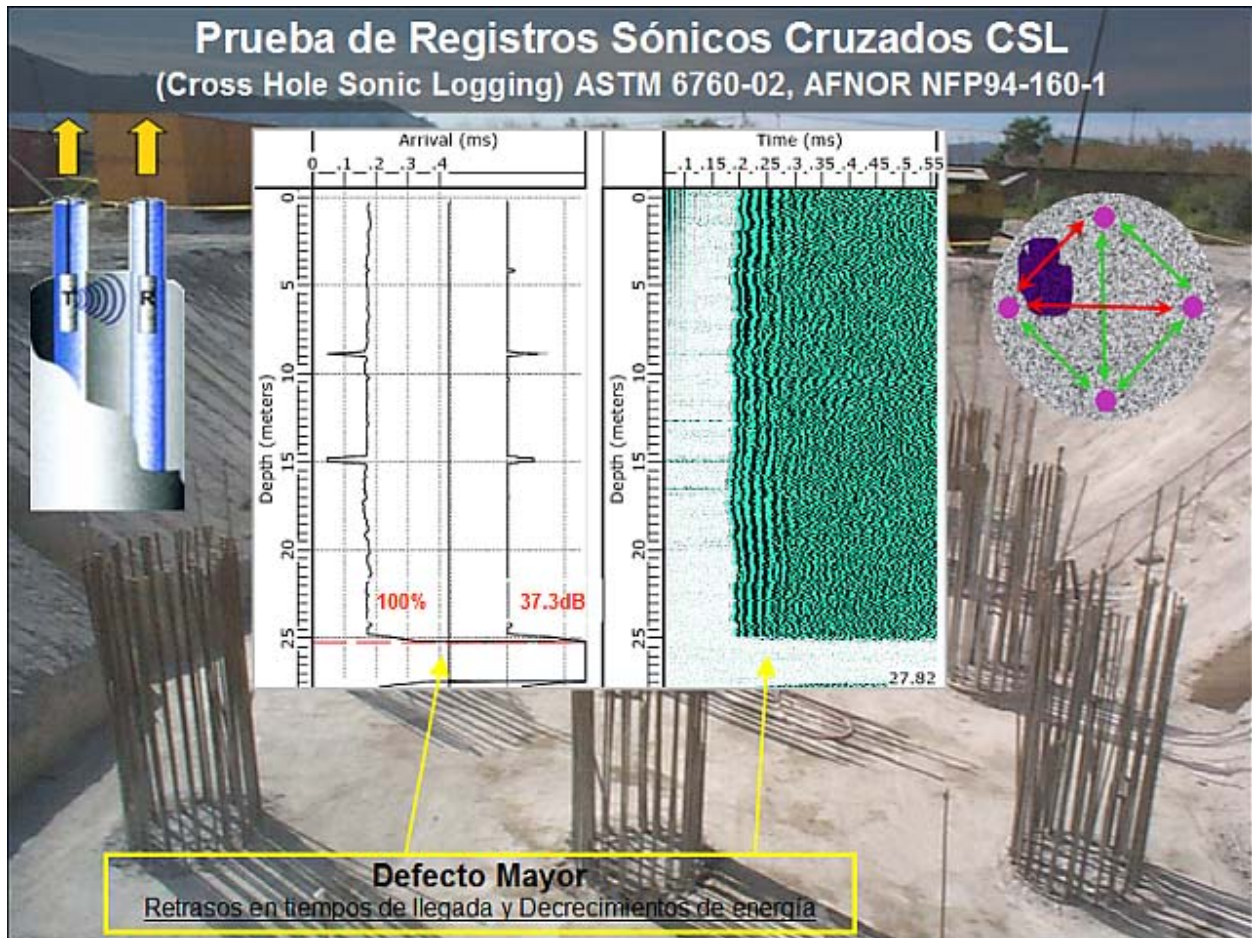 Prueba de Registros Sónicos Cruzados CSL
(Cross Hole Sonic Logging) ASTM 6760-02, AFNOR NFP94-160-1
Arrival (ms)
0 .1 .2 .3 .4
Depth (meters)
0
5
10
15
20
25
100%
37.3dB
Time (ms)
.1 .15 .2 .25 .3 .35 .4 .45 .5 .55
Depth (meters)
0
5
10
15
20
25
27.82
T
R
Defecto Mayor
Retrasos en tiempos de llegada y Decrecimientos de energía